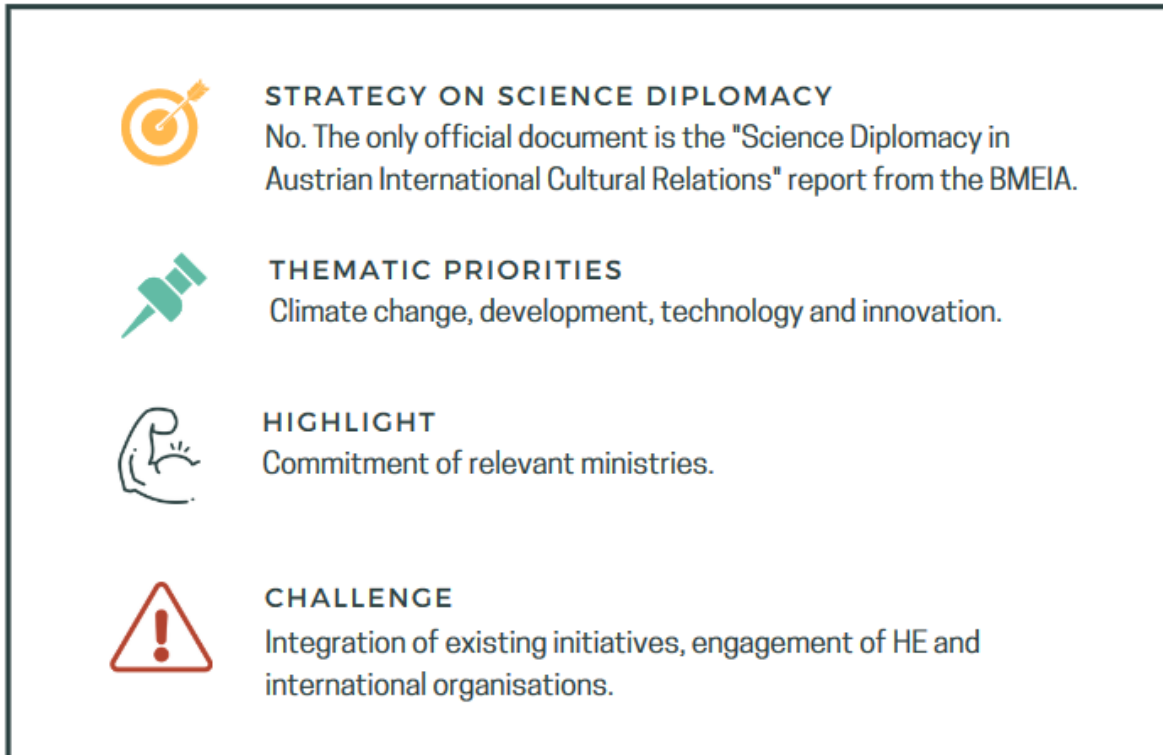 STRATEGY ON SCIENCE DIPLOMACY
No. The only official document is the "Science Diplomacy in
Austrian International Cultural Relations" report from the BMEIA.
THEMATIC PRIORITIES
Climate change, development, technology and innovation.
HIGHLIGHT
Commitment of relevant ministries.
CHALLENGE
Integration of existing initiatives, engagement of HE and
international organisations.